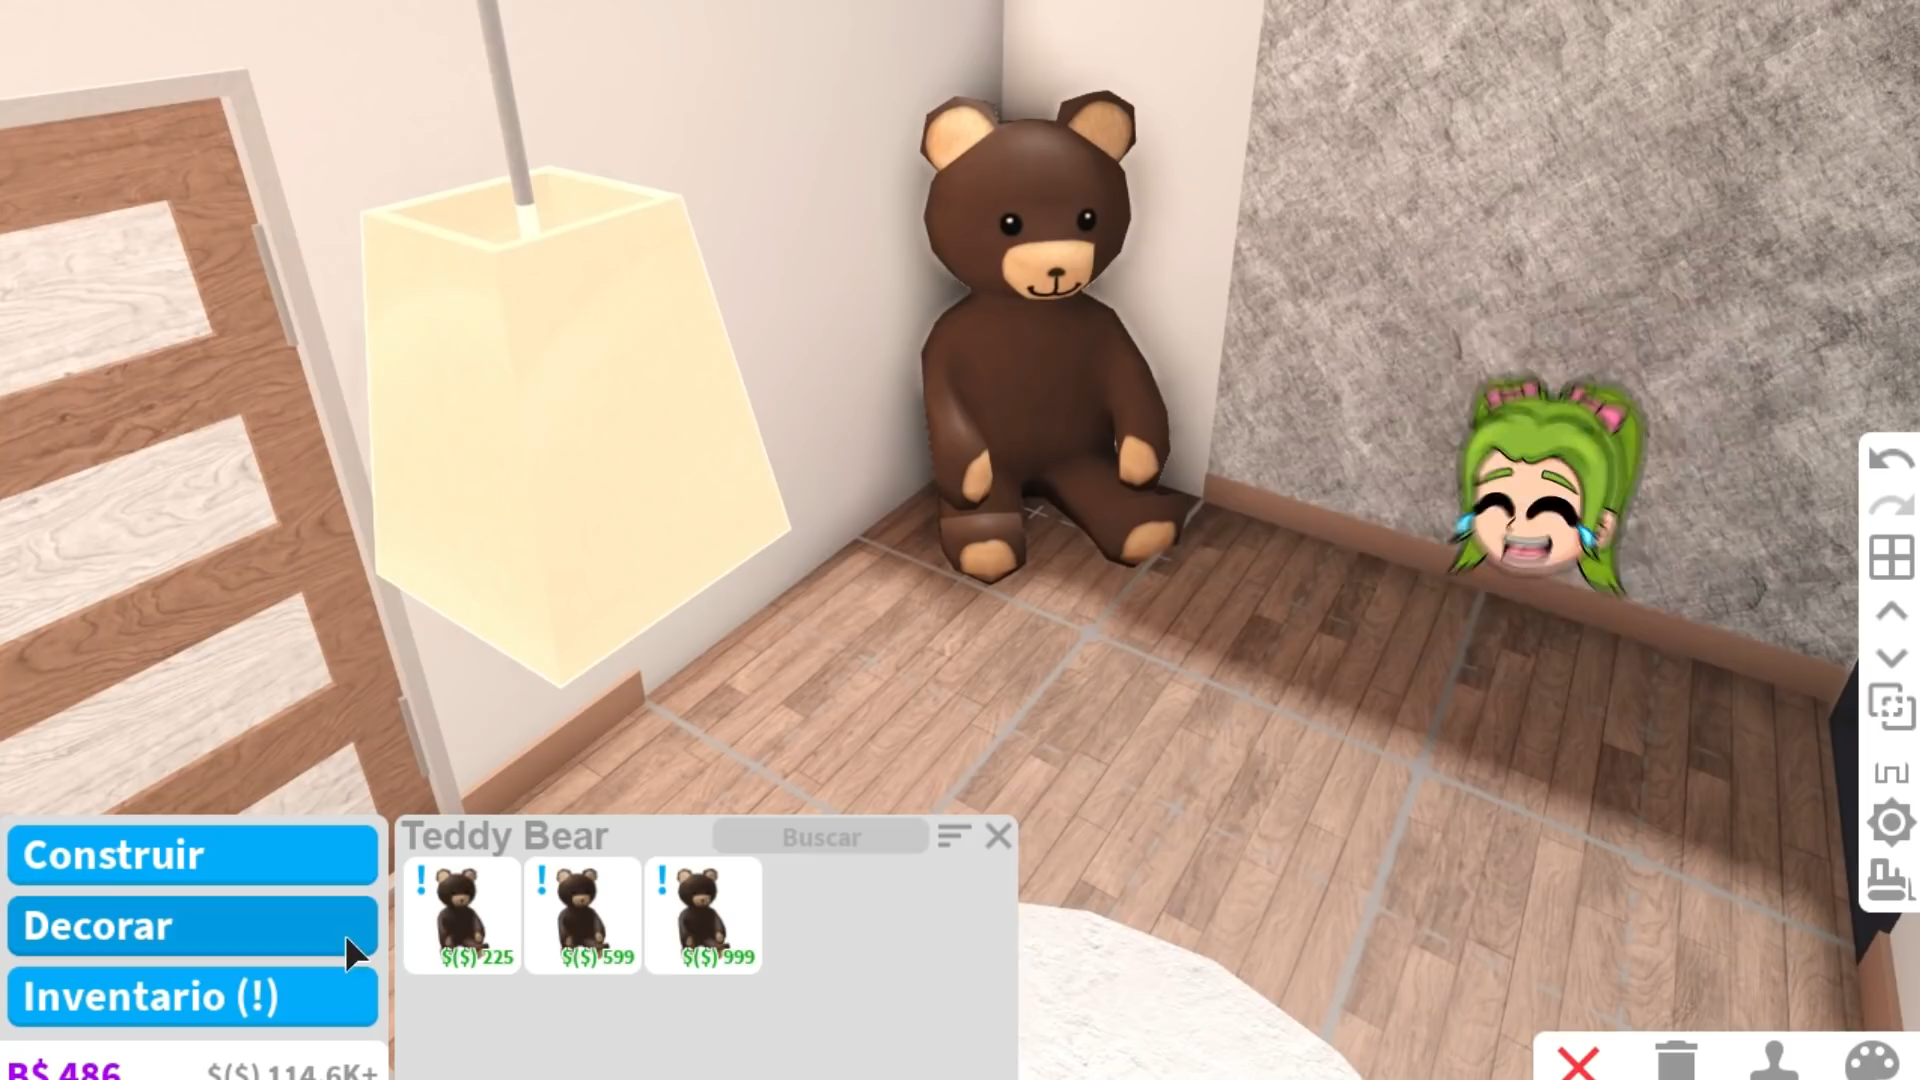 Construir
Decorar
Inventario (!)
B$ 486
$($) 114.6K+
Teddy Bear
Buscar
! $($) 225
! $($) 599
! $($) 999